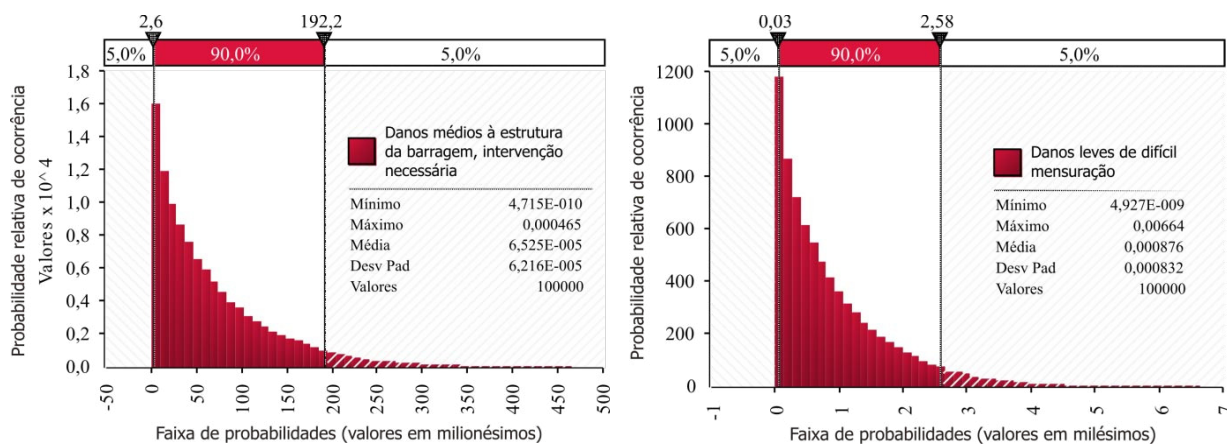 2,6
192,2
5,0%
90,0%
5,0%
Probabilidade relativa de ocorrência
Valores x 10^ 4
1,8
1,6
1,4
1,2
1,0
0,8
0,6
0,4
0,2
0,0
Danos médios à estrutura
da barragem, intervenção
necessária
Mínimo 4,715E-010
Máximo 0,000465
Média 6,525E-005
Desv Pad 6,216E-005
Valores 100000
-50
0
50
100
150
200
250
300
350
400
450
500
Faixa de probabilidades (valores em milionésimos)
0,03
2,58
5,0%
90,0%
5,0%
Probabilidade relativa de ocorrência
1200
1000
800
600
400
200
0
Danos leves de difícil
mensuração
Mínimo 4,927E-009
Máximo 0,00664
Média 0,000876
Desv Pad 0,000832
Valores 100000
-1
0
1
2
3
4
5
6
7
Faixa de probabilidades (valores em milésimos)